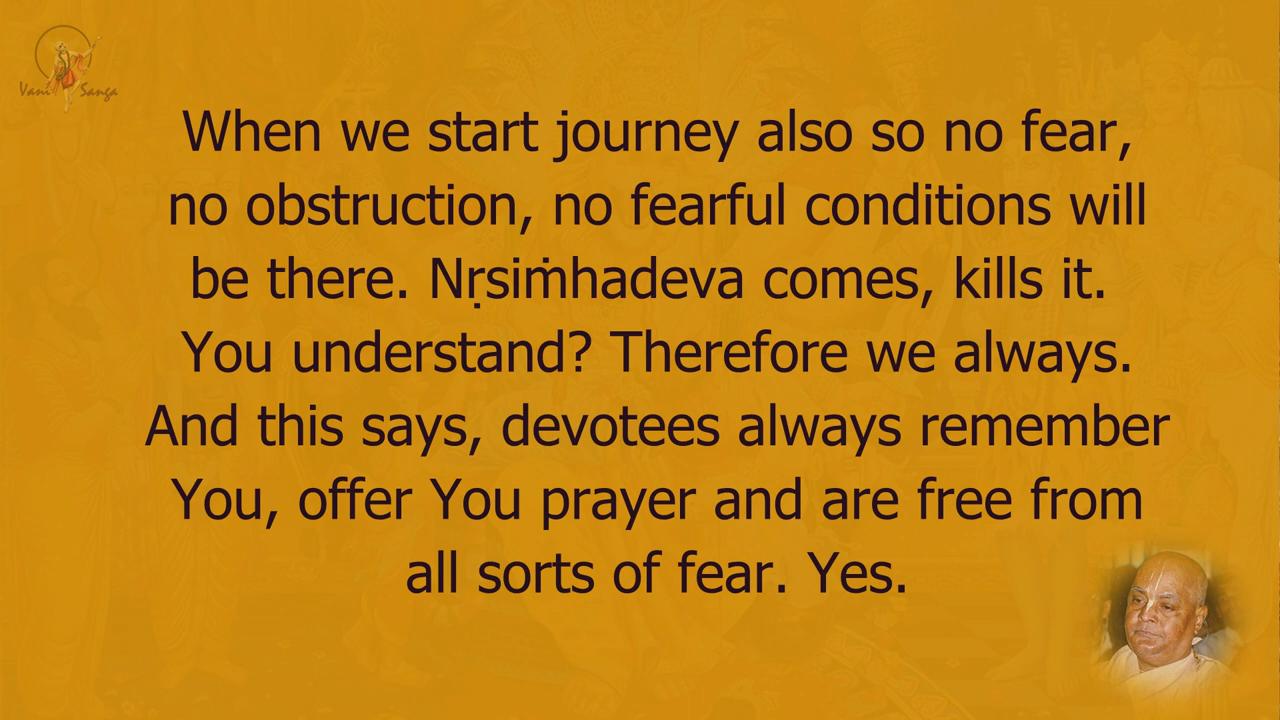 Vani Sanga
When we start journey also so no fear,
no obstruction, no fearful conditions will
be there. Nṛsiṁhadeva comes, kills it.
You understand? Therefore we always.
And this says, devotees always remember
You, offer You prayer and are free from
all sorts of fear. Yes.